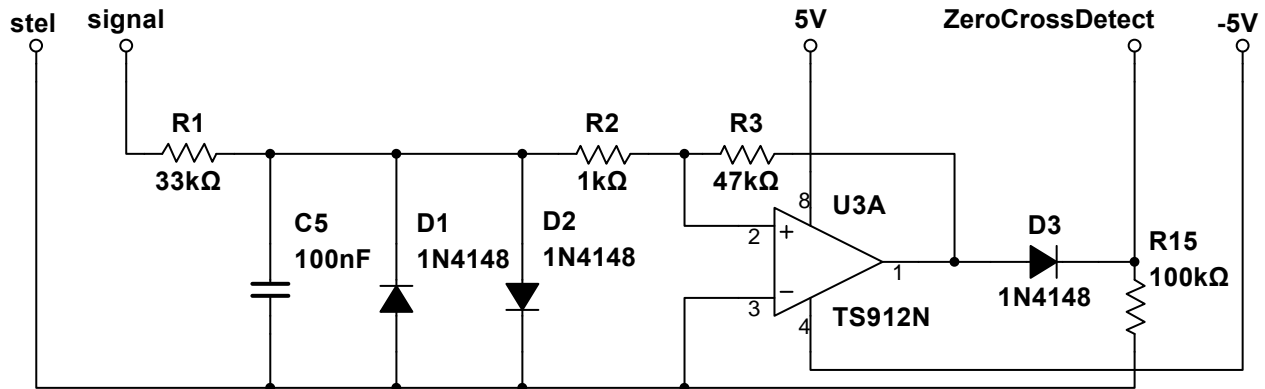 stel
signal
5V
ZeroCrossDetect
-5V
R1
33kΩ
R2
1kΩ
R3
47kΩ
C5
100nF
D1
1N4148
D2
1N4148
8
U3A
2
+
−
3
1
4
TS912N
D3
1N4148
R15
100kΩ